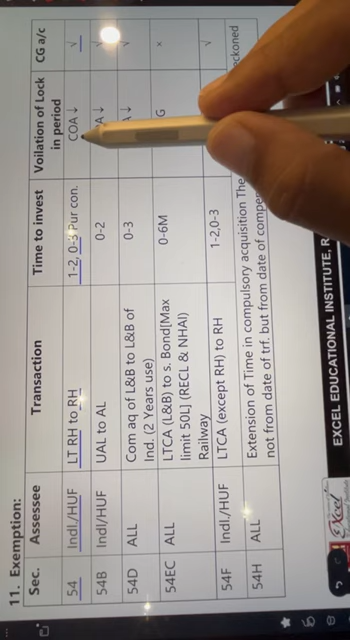 11. Exemption:
Sec. Assessee Transaction Time to invest Voilation of Lock in period CG a/c
54 Indl/HUF LT RH to RH 1-2, 0-3 Pur con. COA ↓ √
54B Indl/HUF UAL to AL 0-2 A ↓
54D ALL Com aq of L&B to L&B of 0-3 ↓ √
Ind. (2 Years use)
54EC ALL LTCA (L&B) to s. Bond[Max 0-6M G ×
limit 50L] (RECL & NHAI)
Railway
54F Indl./HUF LTCA (except RH) to RH 1-2,0-3 √
54H ALL Extension of Time in compulsory acquisition The eckoned
not from date of trf. but from date of compen
EXCEL EDUCATIONAL INSTITUTE, R
eXcel